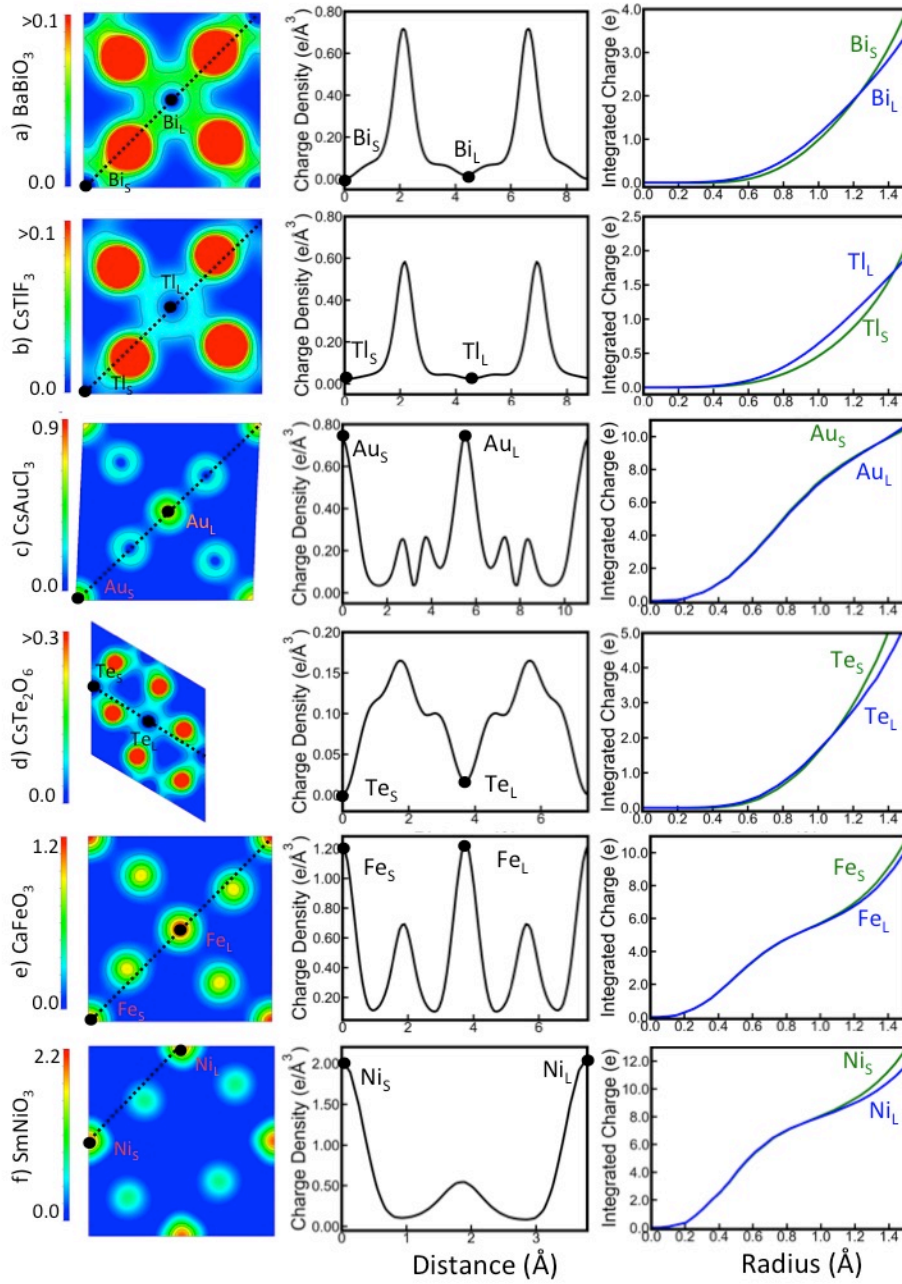 a) BaBiO3
>0.1
0.0
BiL
BiS
Charge Density (e/Å3)
0.80
0.60
0.40
0.20
0.00
BiS
BiL
0 2 4 6 8
Integrated Charge (e)
4.0
3.0
2.0
1.0
0.0
BiS
BiL
0.0 0.2 0.4 0.6 0.8 1.0 1.2 1.4
b) CsTlF3
>0.1
0.0
TlL
TlS
Charge Density (e/Å3)
0.80
0.60
0.40
0.20
0.00
TlS
TlL
0 2 4 6 8
Integrated Charge (e)
2.5
2.0
1.5
1.0
0.5
0.0
TlL
TlS
0.0 0.2 0.4 0.6 0.8 1.0 1.2 1.4
c) CsAuCl3
0.9
0.0
AuL
AuS
Charge Density (e/Å3)
0.80
0.60
0.40
0.20
0.00
AuS
AuL
0 2 4 6 8 10
Integrated Charge (e)
10.0
8.0
6.0
4.0
2.0
0.0
AuS
AuL
0.0 0.2 0.4 0.6 0.8 1.0 1.2 1.4
d) CsTe2O6
>0.3
0.0
TeS
TeL
Charge Density (e/Å3)
0.20
0.15
0.10
0.05
0.00
TeS
TeL
0 2 4 6
Integrated Charge (e)
5.0
4.0
3.0
2.0
1.0
0.0
TeS
TeL
0.0 0.2 0.4 0.6 0.8 1.0 1.2 1.4
e) CaFeO3
1.2
0.0
FeL
FeS
Charge Density (e/Å3)
1.20
1.00
0.80
0.60
0.40
0.20
FeS
FeL
0 2 4 6
Integrated Charge (e)
10.0
8.0
6.0
4.0
2.0
0.0
FeS
FeL
0.0 0.2 0.4 0.6 0.8 1.0 1.2 1.4
f) SmNiO3
2.2
0.0
NiL
NiS
Charge Density (e/Å3)
2.00
1.50
1.00
0.50
0.00
NiS
NiL
0 1 2 3
Distance (Å)
Integrated Charge (e)
12.0
10.0
8.0
6.0
4.0
2.0
0.0
NiS
NiL
0.0 0.2 0.4 0.6 0.8 1.0 1.2 1.4
Radius (Å)